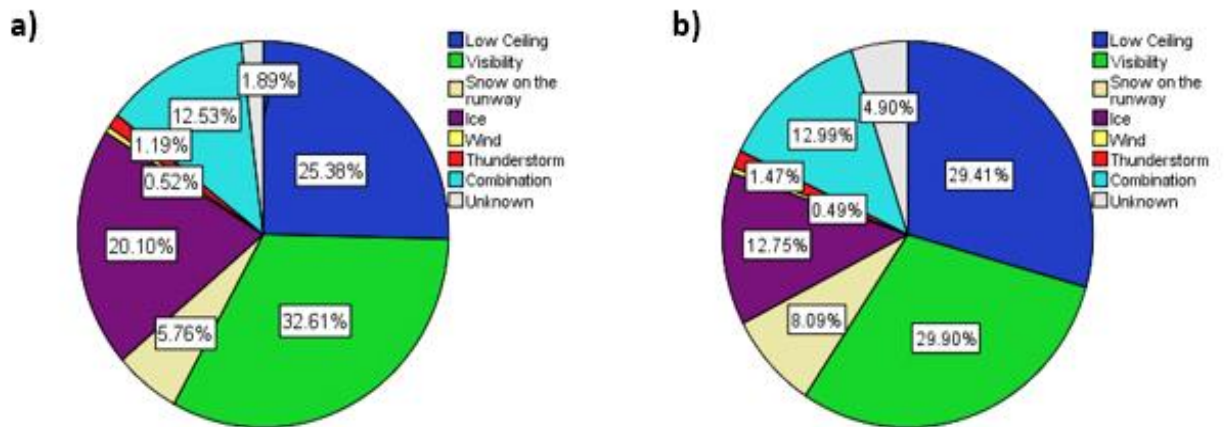 a)
Low Ceiling
Visibility
Snow on the
runway
Ice
Wind
Thunderstorm
Combination
Unknown
1.89%
12.53%
1.19%
0.52%
25.38%
20.10%
5.76%
32.61%
b)
Low Ceiling
Visibility
Snow on the
runway
Ice
Wind
Thunderstorm
Combination
Unknown
4.90%
12.99%
1.47%
0.49%
29.41%
12.75%
8.09%
29.90%